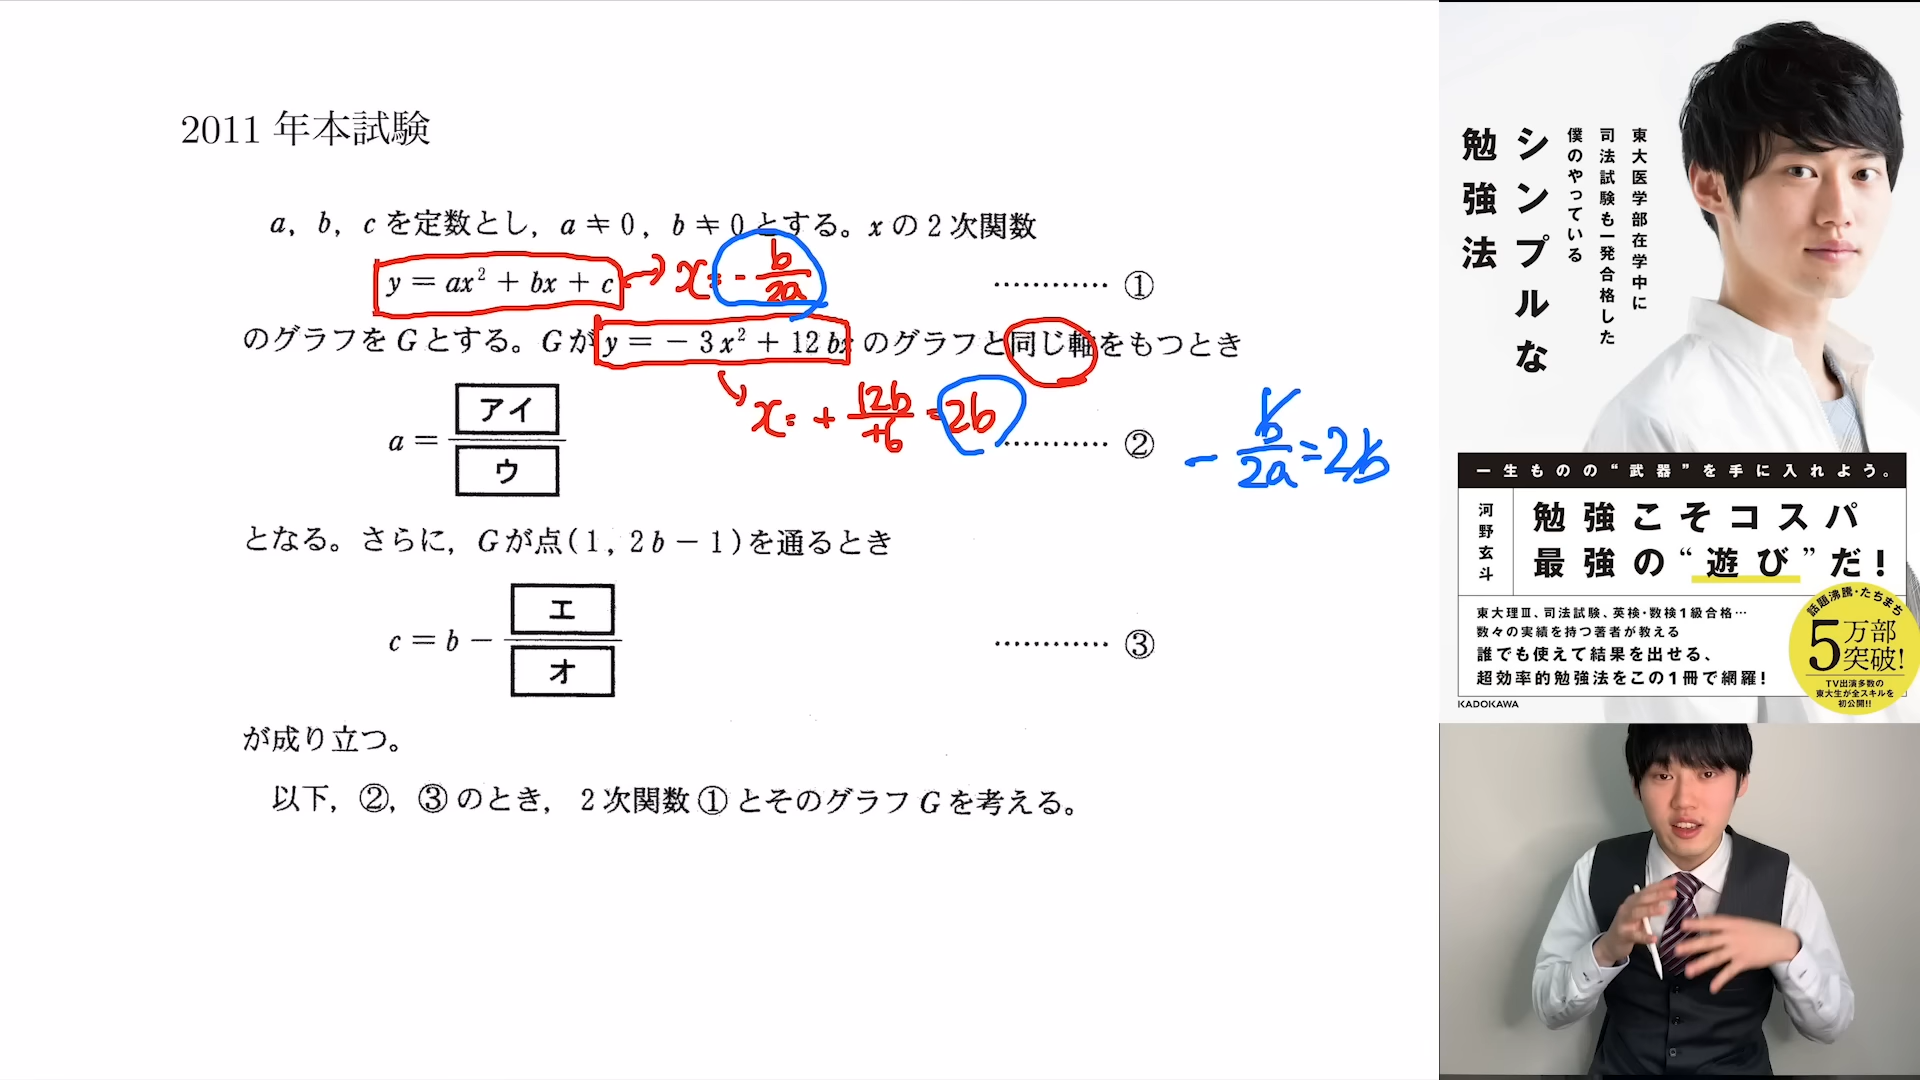 2011 年本試験
a, b, c を定数とし, a ≠ 0, b ≠ 0 とする。x の 2 次関数
y = ax² + bx + c → x = - b/2a ………… ①
のグラフを G とする。G が y = - 3x² + 12bx のグラフと同じ軸をもつとき
x = + 12b/+6 = 2b
a = アイ/ウ ………… ②
- b/2a = 2b
となる。さらに, G が点 (1, 2b - 1) を通るとき
c = b - エ/オ ………… ③
が成り立つ。
以下, ②, ③ のとき, 2 次関数 ① とそのグラフ G を考える。
東大医学部在学中に
司法試験も一発合格した
僕のやっている
シンプルな
勉強法
一生ものの“武器”を手に入れよう。
河野玄斗
勉強こそコスパ
最強の“遊び”だ!
東大理Ⅲ、司法試験、英検・数検1級合格…
数々の実績を持つ著者が教える
誰でも使えて結果を出せる、
超効率的勉強法をこの1冊で網羅!
話題沸騰・たちまち
5万部
突破!
TV出演多数の
東大生が全スキルを
初公開!!
KADOKAWA